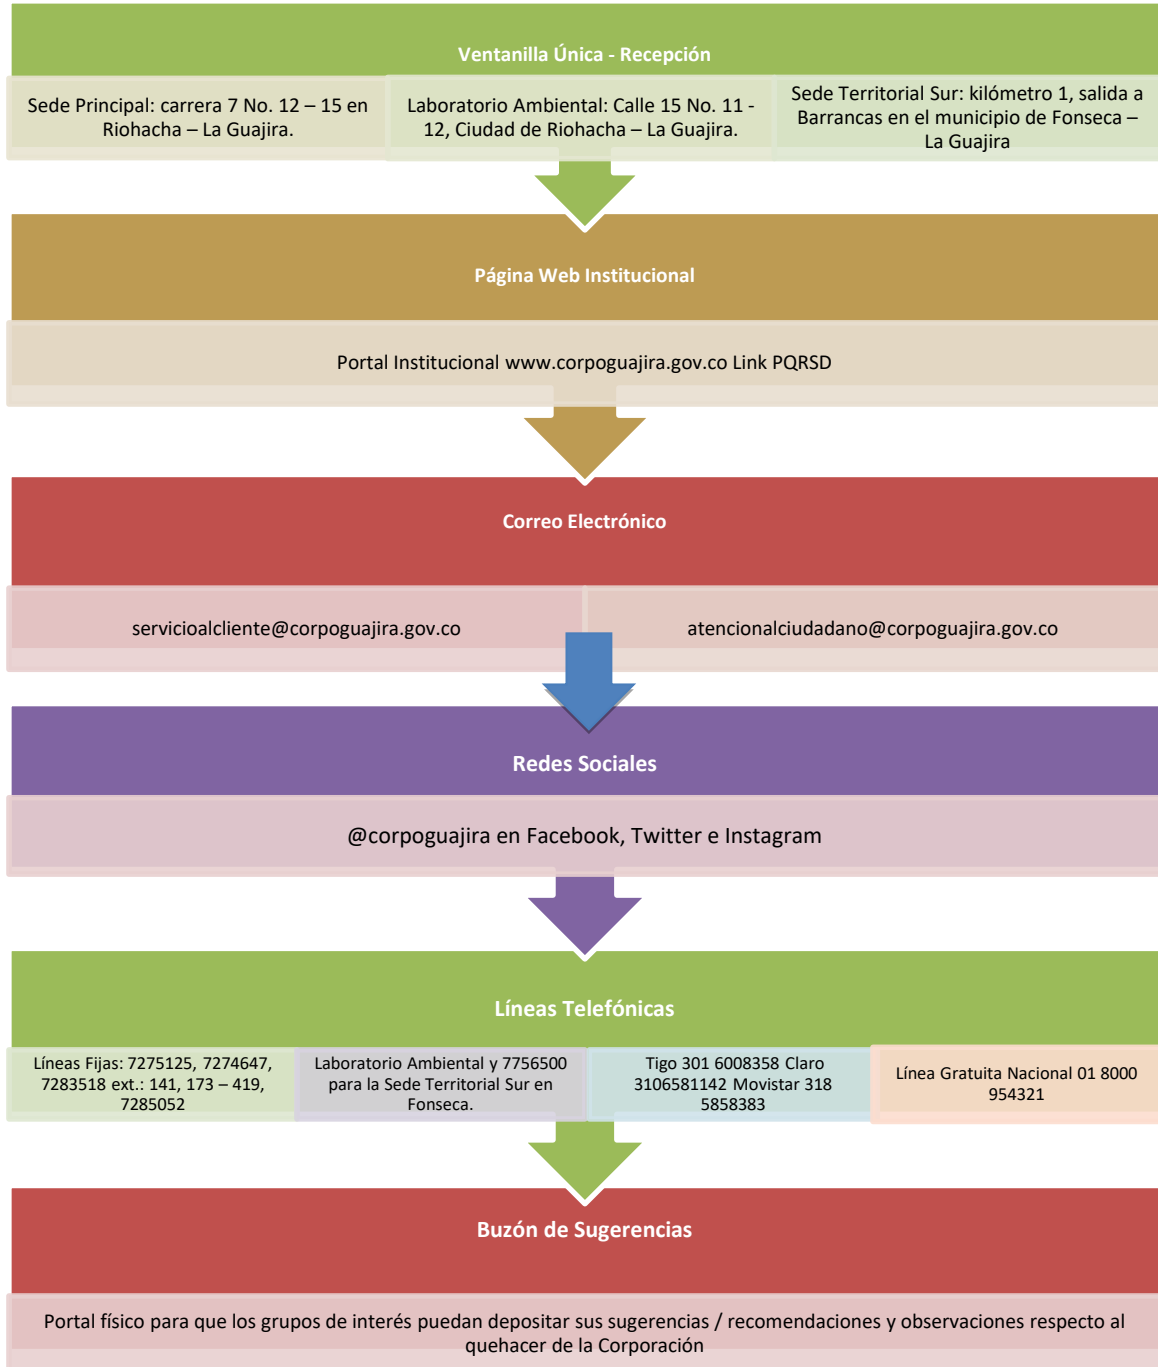 Ventanilla Única - Recepción
Sede Principal: carrera 7 No. 12 – 15 en
Riohacha – La Guajira.
Laboratorio Ambiental: Calle 15 No. 11 -
12, Ciudad de Riohacha – La Guajira.
Sede Territorial Sur: kilómetro 1, salida a
Barrancas en el municipio de Fonseca –
La Guajira
Página Web Institucional
Portal Institucional www.corpoguajira.gov.co Link PQRSD
Correo Electrónico
servicioalcliente@corpoguajira.gov.co
atencionalciudadano@corpoguajira.gov.co
Redes Sociales
@corpoguajira en Facebook, Twitter e Instagram
Líneas Telefónicas
Líneas Fijas: 7275125, 7274647,
7283518 ext.: 141, 173 – 419,
7285052
Laboratorio Ambiental y 7756500
para la Sede Territorial Sur en
Fonseca.
Tigo 301 6008358 Claro
3106581142 Movistar 318
5858383
Línea Gratuita Nacional 01 8000
954321
Buzón de Sugerencias
Portal físico para que los grupos de interés puedan depositar sus sugerencias / recomendaciones y observaciones respecto al
quehacer de la Corporación